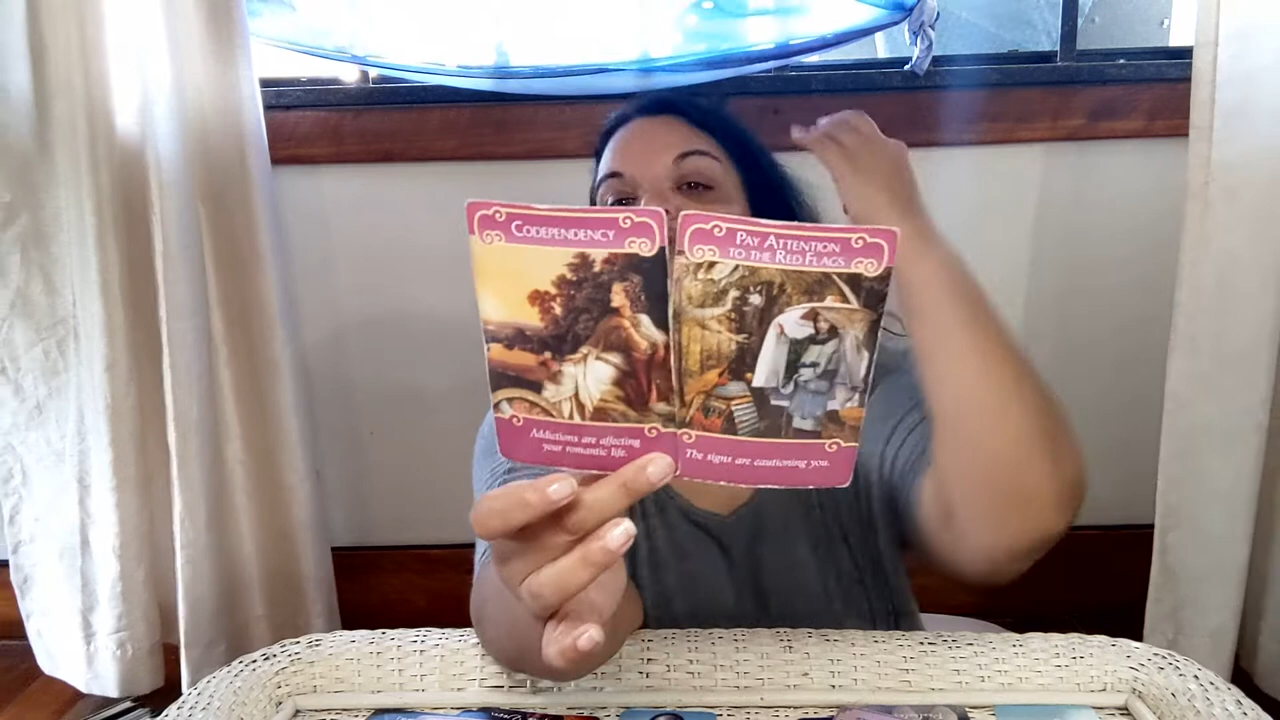 CODEPENDENCY
Addictions are affecting
your romantic life.
PAY ATTENTION
TO THE RED FLAGS
The signs are cautioning you.